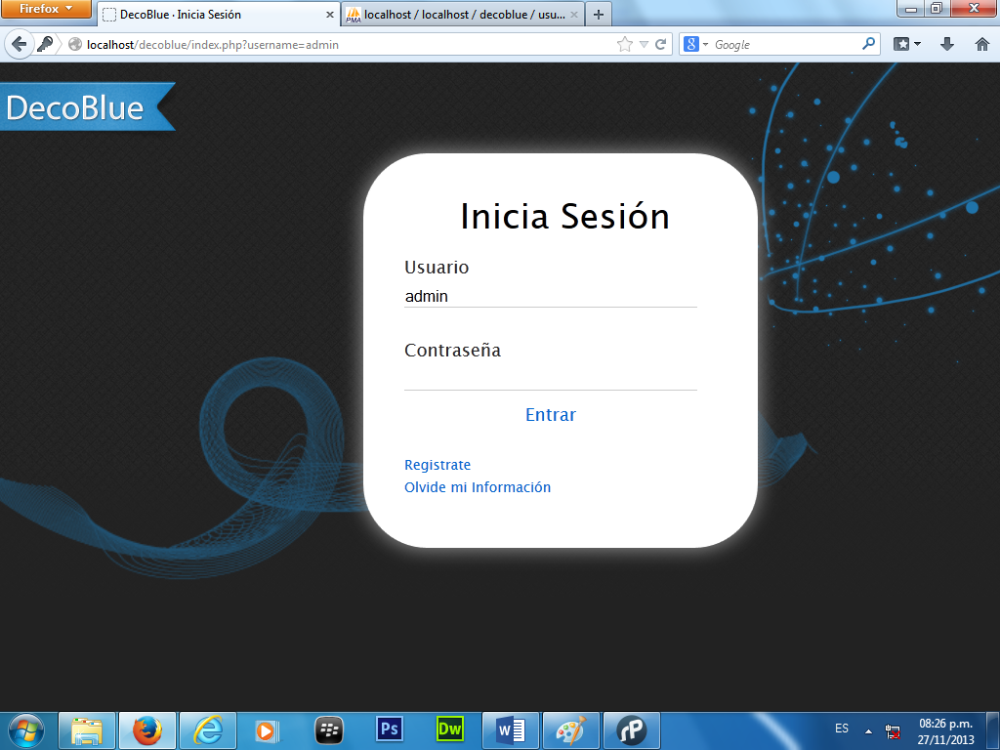 Firefox
DecoBlue · Inicia Sesión
localhost / localhost / decoblue / usu...
localhost/decoblue/index.php?username=admin
Google
DecoBlue
Inicia Sesión
Usuario
admin
Contraseña
Entrar
Registrate
Olvide mi Información
Ps
Dw
ES
08:26 p.m.
27/11/2013